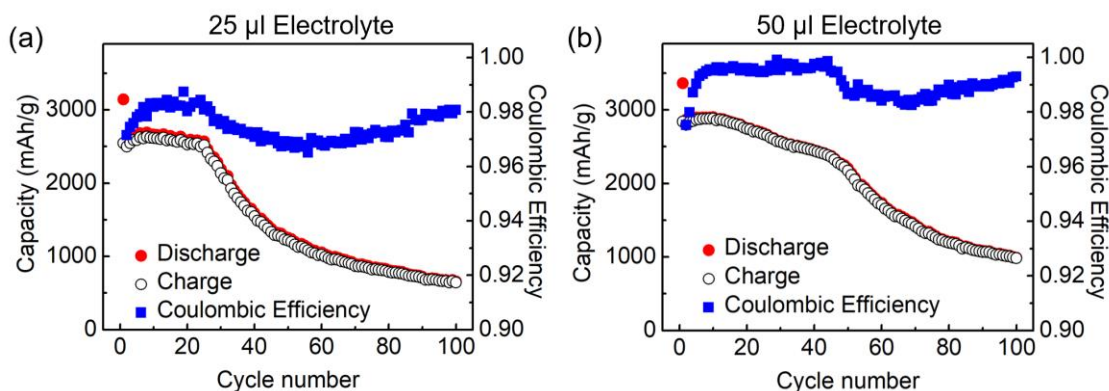 (a)
25 µl Electrolyte
Capacity (mAh/g)
3000
2000
1000
0
1.00
0.98
0.96
0.94
0.92
0.90
Coulombic Efficiency
Discharge
Charge
Coulombic Efficiency
0 20 40 60 80 100
Cycle number
(b)
50 µl Electrolyte
Capacity (mAh/g)
3000
2000
1000
0
1.00
0.98
0.96
0.94
0.92
0.90
Coulombic Efficiency
Discharge
Charge
Coulombic Efficiency
0 20 40 60 80 100
Cycle number